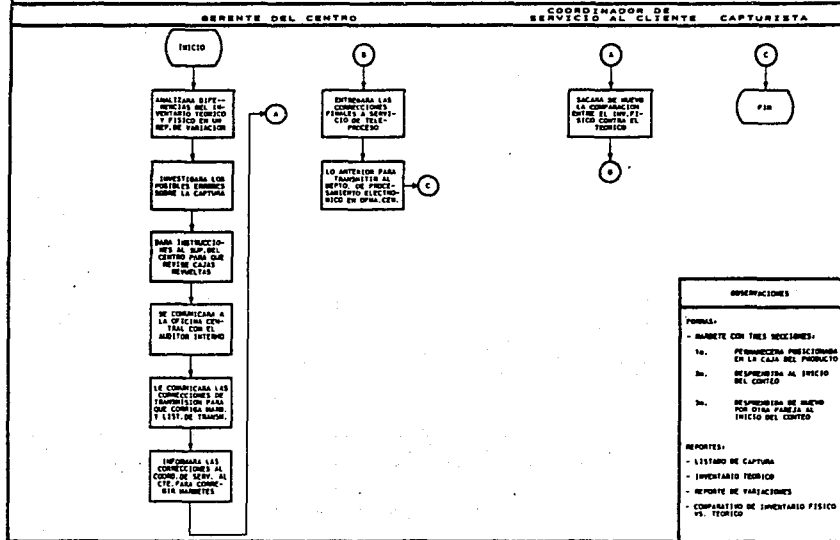 GERENTE DEL CENTRO
COORDINADOR DE
SERVICIO AL CLIENTE
CAPTURISTA
INICIO
ANALIZARA DIFE-
RENCIAS DEL IN-
VENTARIO TEORICO
Y FISICO EN UN
REP. DE VARIACION
INVESTIGARA LOS
POSIBLES ERRORES
SOBRE LA CAPTURA
DARA INSTRUCCIO-
NES AL SUP. DEL
CENTRO PARA QUE
REVISE CAJAS
REVUELTAS
SE COMUNICARA A
LA OFICINA CEN-
TRAL CON EL
AUDITOR INTERNO
LE COMUNICARA LAS
CORRECCIONES DE
TRANSMISION PARA
QUE CORRIGA MARB.
Y LIST. DE TRANSM.
INFORMARA LAS
CORRECCIONES AL
COORD. DE SERV. AL
CTE. PARA CORRE-
GIR MARBETES
A
B
ENTREGARA LAS
CORRECCIONES
FINALES A SERVI-
CIO DE TELE-
PROCESO
LO ANTERIOR PARA
TRANSMITIR AL
DEPTO. DE PROCE-
SAMIENTO ELECTRO-
NICO EN OFNA. CEN.
C
A
SACARA DE NUEVO
LA COMPARACION
ENTRE EL INV. FI-
SICO CONTRA EL
TEORICO
B
C
FIN
OBSERVACIONES
FORMAS:
- MARBETE CON TRES SECCIONES:
1a. PERMANECERA POSICIONADA
EN LA CAJA DEL PRODUCTO
2a. DESPRENDIDA AL INICIO
DEL CONTEO
3a. DESPRENDIDA DE NUEVO
POR OTRA PAREJA AL
INICIO DEL CONTEO
REPORTES:
- LISTADO DE CAPTURA
- INVENTARIO TEORICO
- REPORTE DE VARIACIONES
- COMPARATIVO DE INVENTARIO FISICO
VS. TEORICO